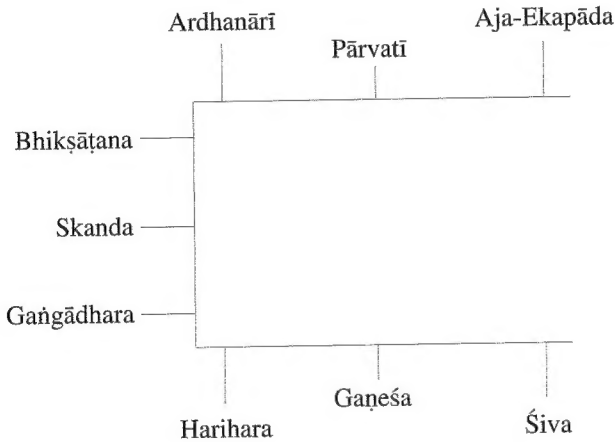 Ardhanārī
Pārvatī
Aja-Ekapāda
Bhikṣāṭana
Skanda
Gaṅgādhara
Harihara
Gaṇeśa
Śiva